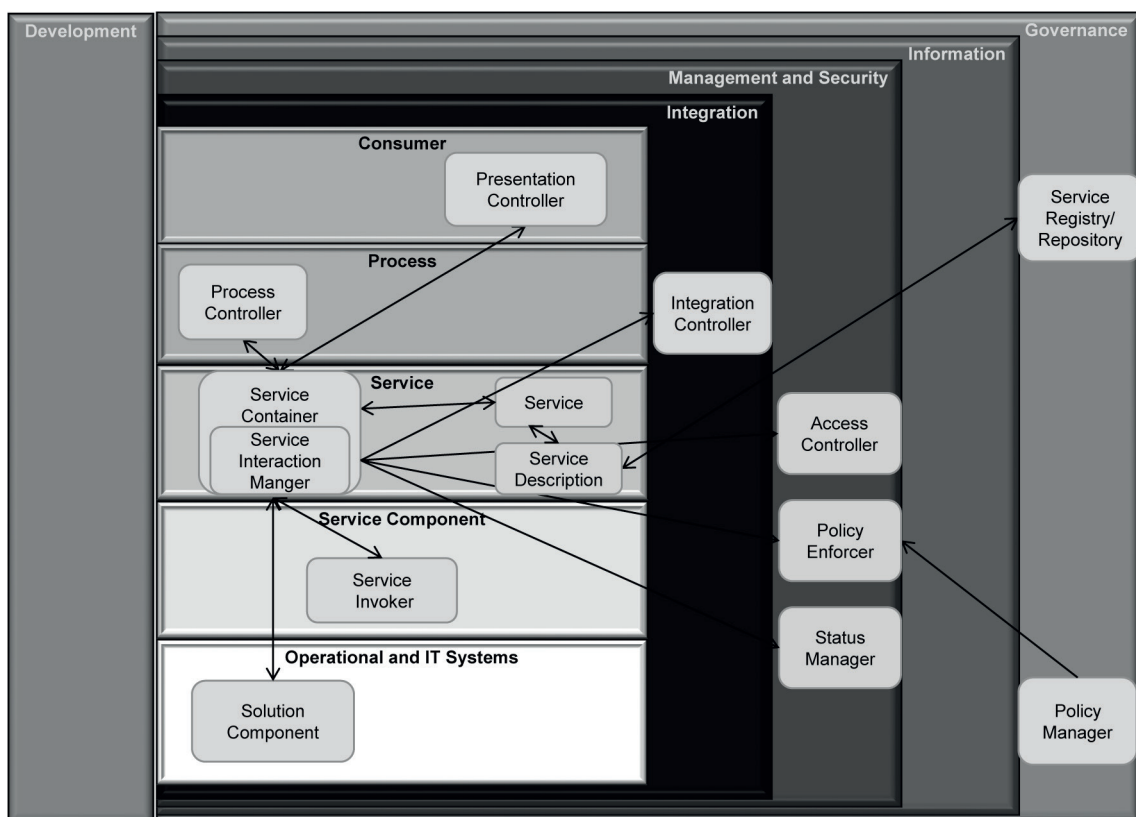 Development
Governance
Information
Management and Security
Integration
Consumer
Presentation
Controller
Service
Registry/
Repository
Process
Process
Controller
Integration
Controller
Service
Service
Container
Service
Interaction
Manger
Service
Service
Description
Access
Controller
Service Component
Service
Invoker
Policy
Enforcer
Status
Manager
Operational and IT Systems
Solution
Component
Policy
Manager